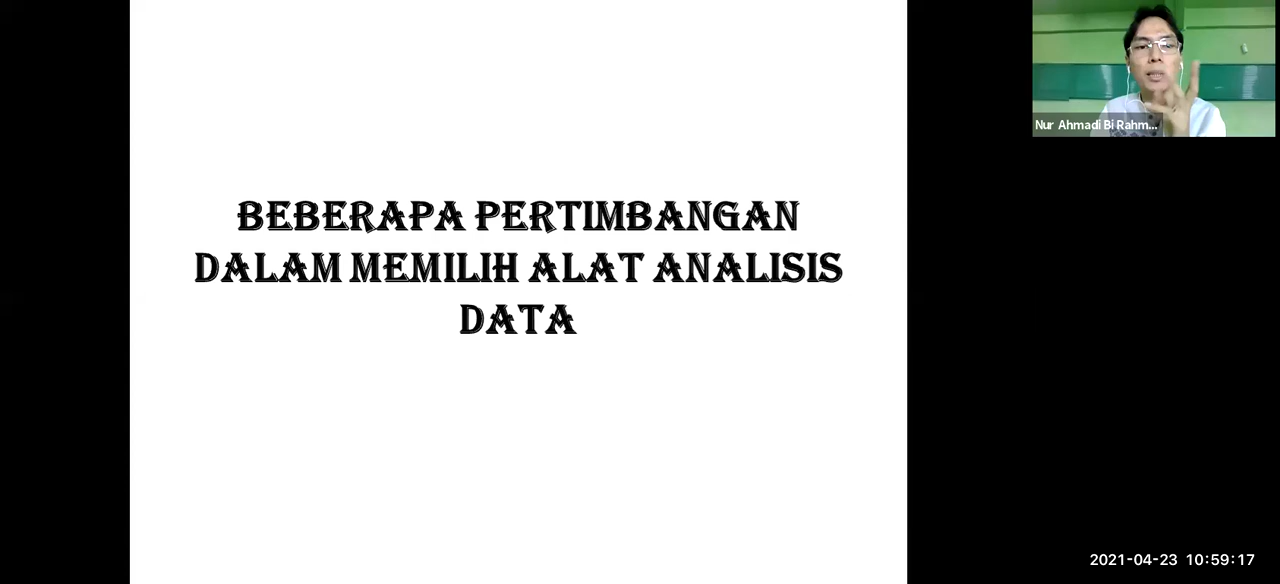 Nur Ahmadi Bi Rahm...
BEBERAPA PERTIMBANGAN
DALAM MEMILIH ALAT ANALISIS
DATA
2021-04-23 10:59:17